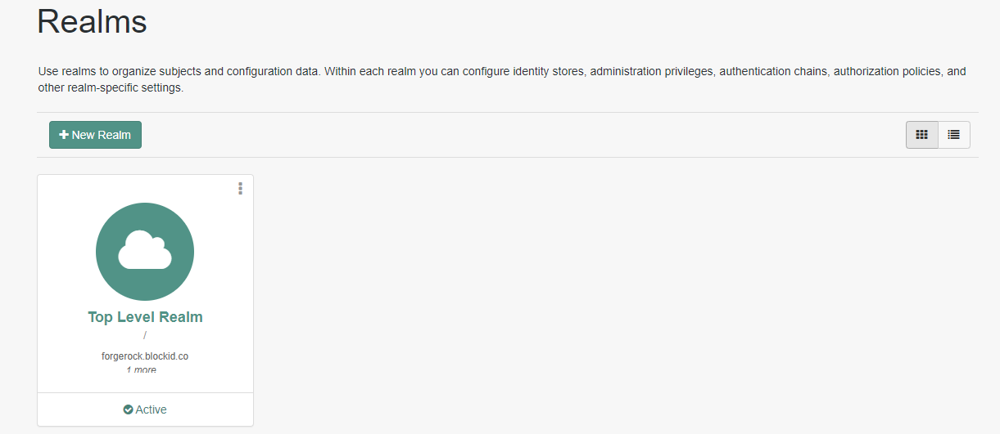 Realms
Use realms to organize subjects and configuration data. Within each realm you can configure identity stores, administration privileges, authentication chains, authorization policies, and
other realm-specific settings.
New Realm
Top Level Realm
/
forgerock.blockid.co
1 more
Active